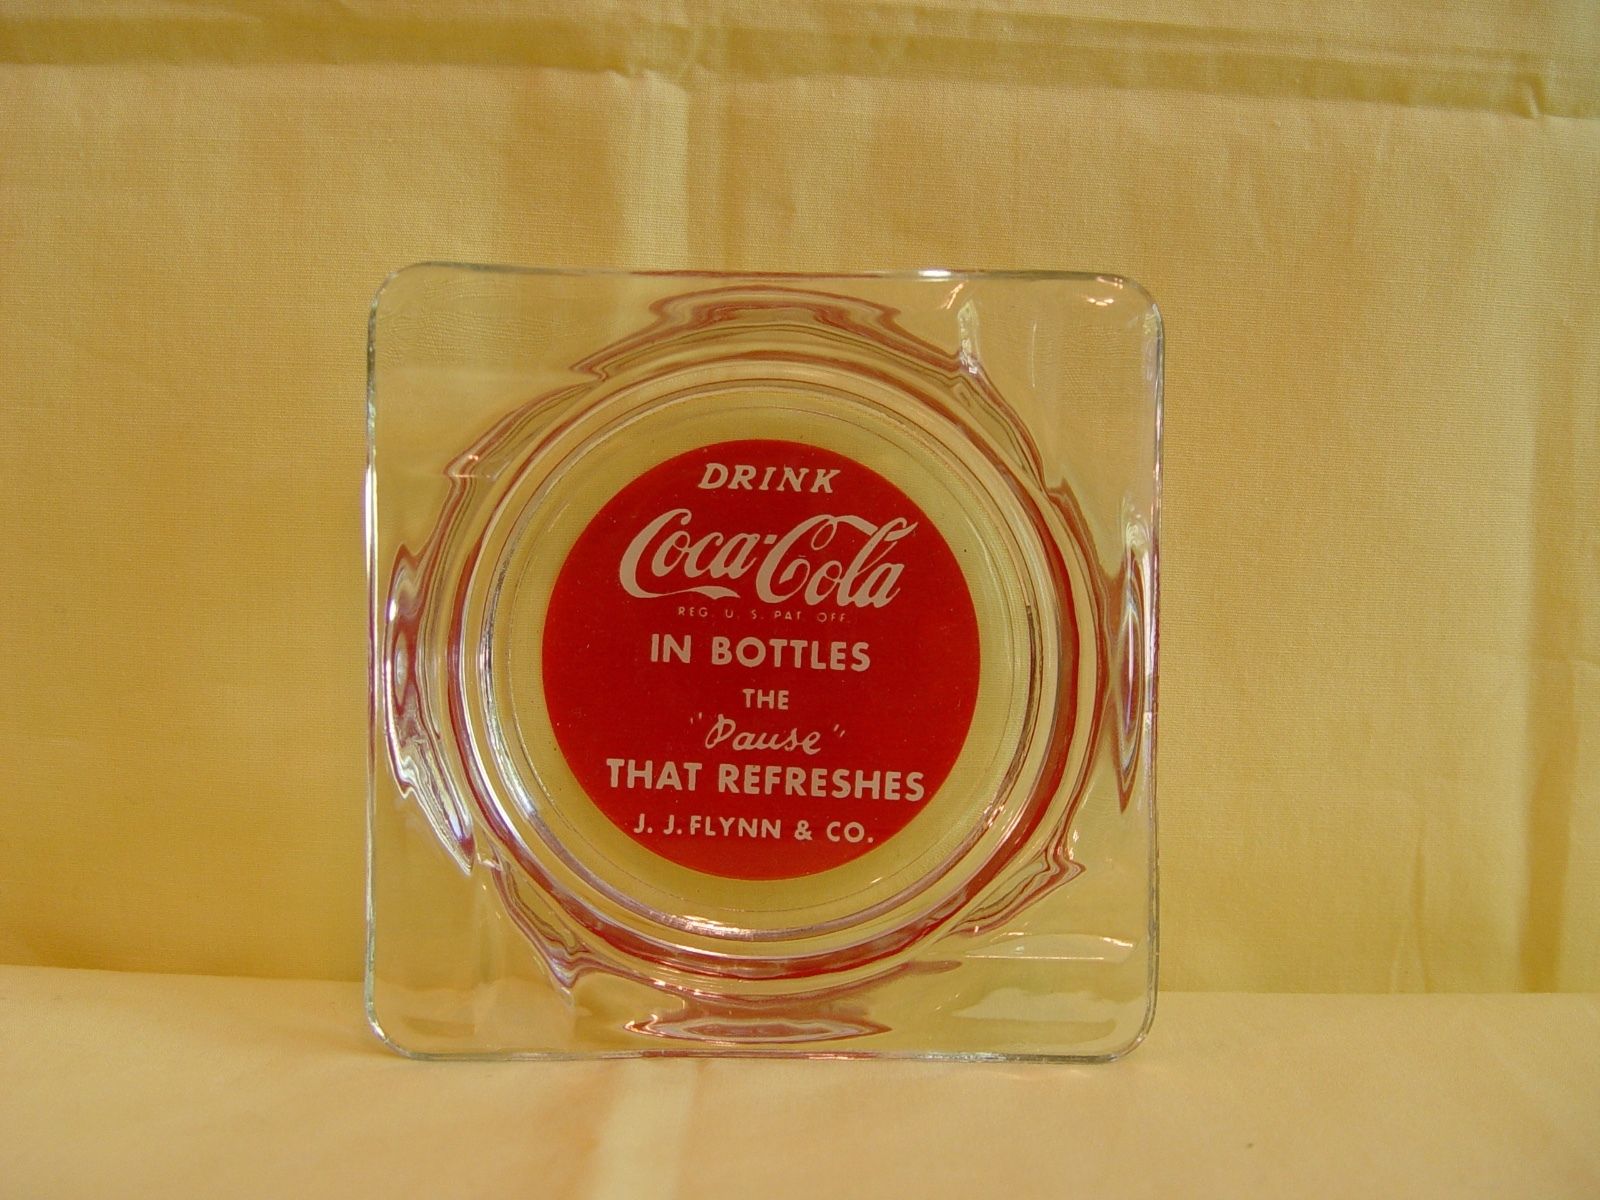 DRINK
Coca-Cola
REG. U. S. PAT. OFF.
IN BOTTLES
THE
"Pause"
THAT REFRESHES
J. J. FLYNN & CO.